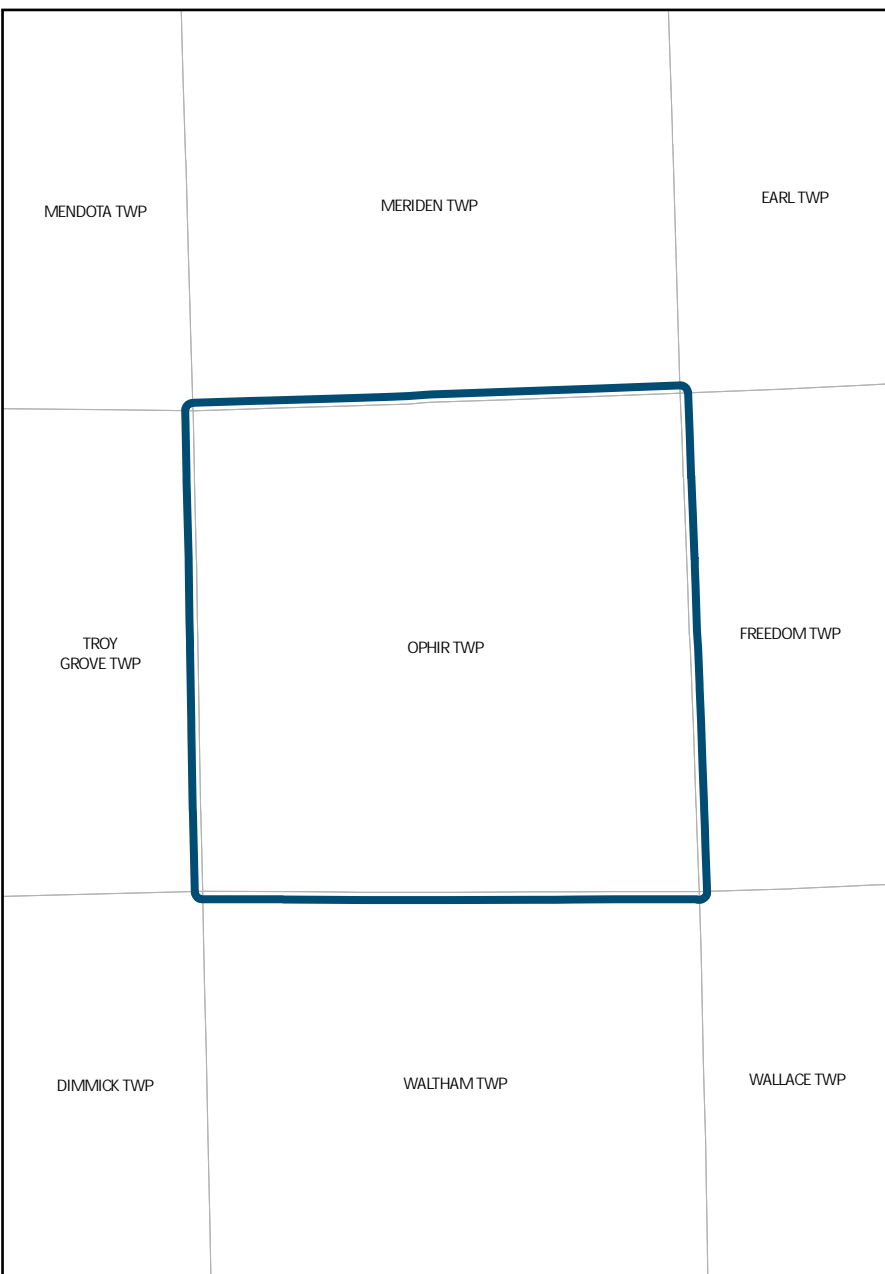 MENDOTA TWP
MERIDEN TWP
EARL TWP
TROY
GROVE TWP
OPHIR TWP
FREEDOM TWP
DIMMICK TWP
WALTHAM TWP
WALLACE TWP